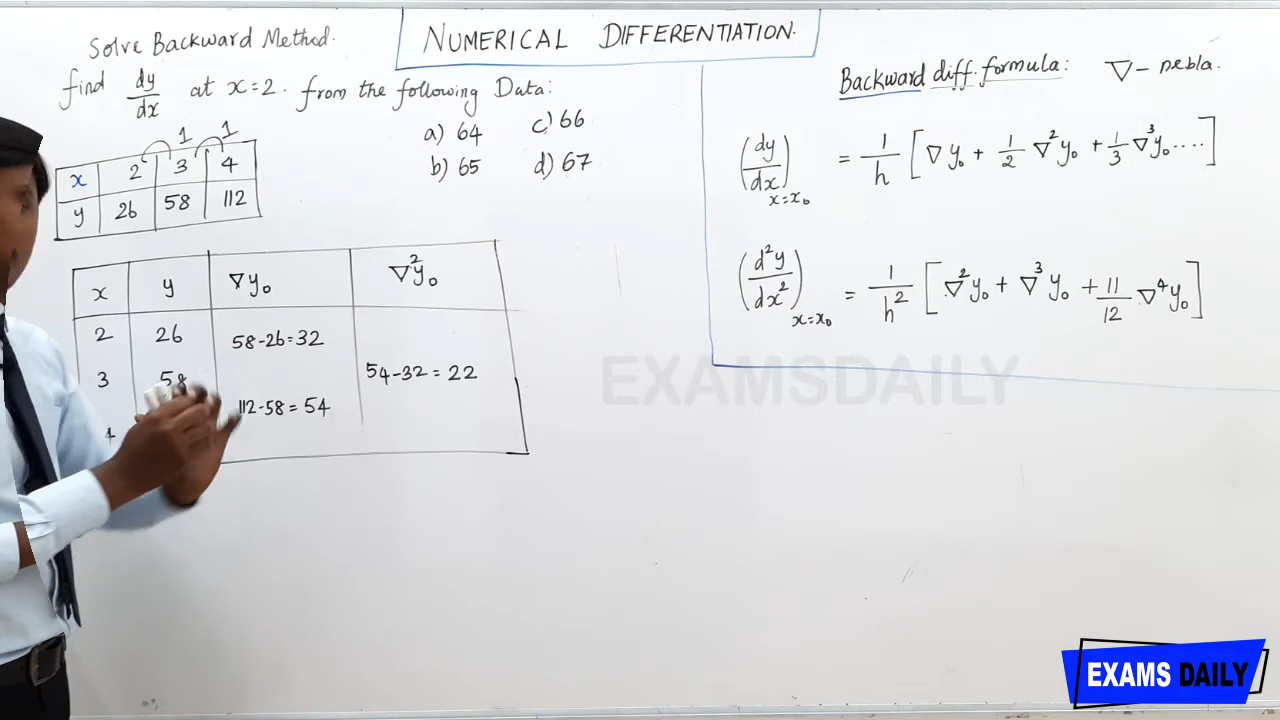 NUMERICAL DIFFERENTIATION.
Solve Backward Method.
find dy/dx at x=2. from the following Data:
a) 64 c) 66
b) 65 d) 67
1 1
x 2 3 4
y 26 58 112
x y ∇y₀ ∇²y₀
2 26 58-26=32
3 58 54-32=22
4 112-58=54
Backward diff. formula: ∇ - nebla.
(dy/dx)ₓ₌ₓ₀ = 1/h [∇y₀ + 1/2 ∇²y₀ + 1/3 ∇³y₀....]
(d²y/dx²)ₓ₌ₓ₀ = 1/h² [∇²y₀ + ∇³y₀ + 11/12 ∇⁴y₀]
EXAMSDAILY
EXAMS DAILY